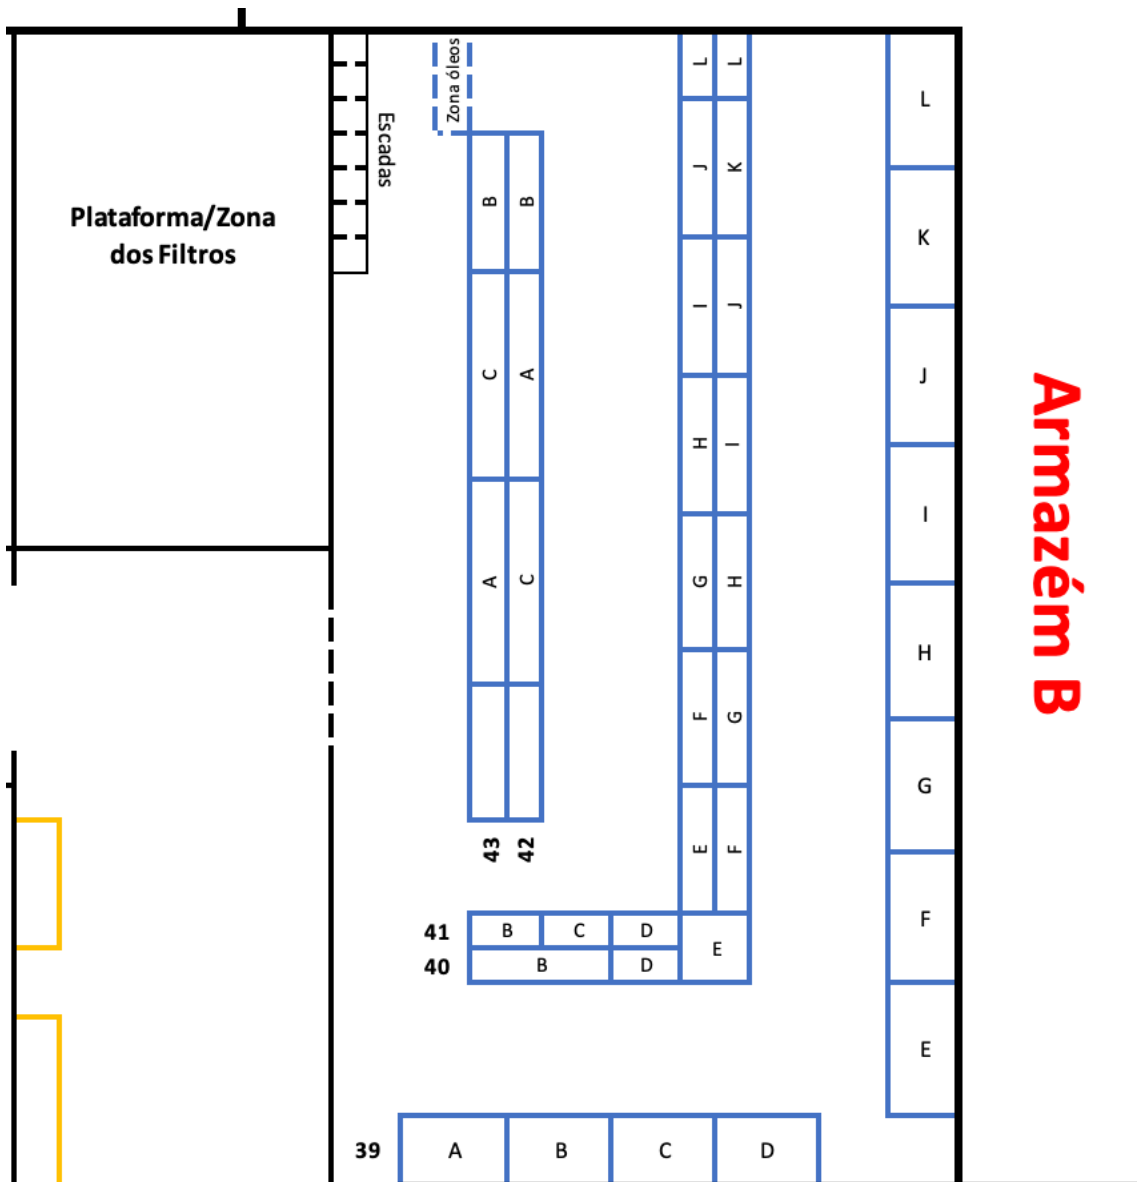 Zona óleos
Escadas
Plataforma/Zona
dos Filtros
Armazém B
B
B
C
A
A
C
43
42
L
L
J
K
I
J
H
I
G
H
F
G
E
F
L
K
J
I
H
G
F
E
41
B
C
D
E
40
B
D
39
A
B
C
D